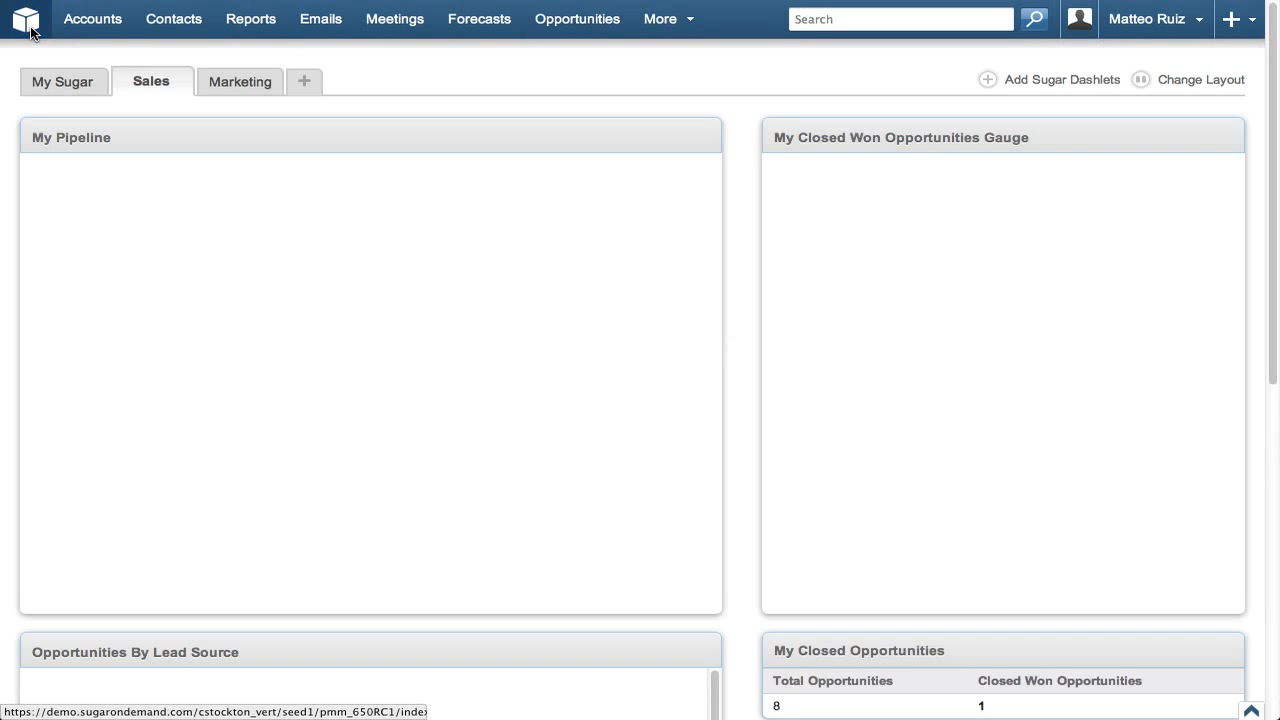 Accounts Contacts Reports Emails Meetings Forecasts Opportunities More Search Matteo Ruiz
My Sugar Sales Marketing + Add Sugar Dashlets Change Layout
My Pipeline
My Closed Won Opportunities Gauge
Opportunities By Lead Source
My Closed Opportunities
Total Opportunities Closed Won Opportunities
8 1
https://demo.sugarondemand.com/cstockton_vert/seed1/pmm_650RC1/index